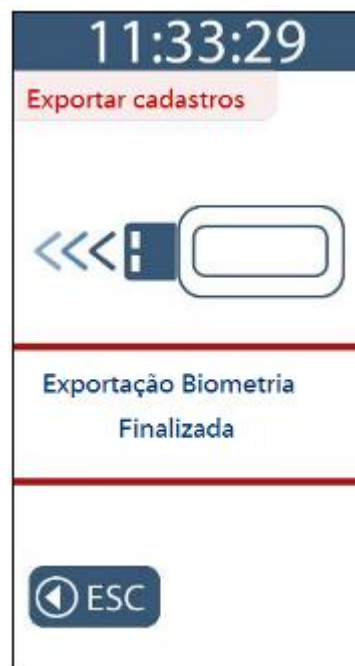 11:33:29
Exportar cadastros
Exportação Biometria
Finalizada
ESC